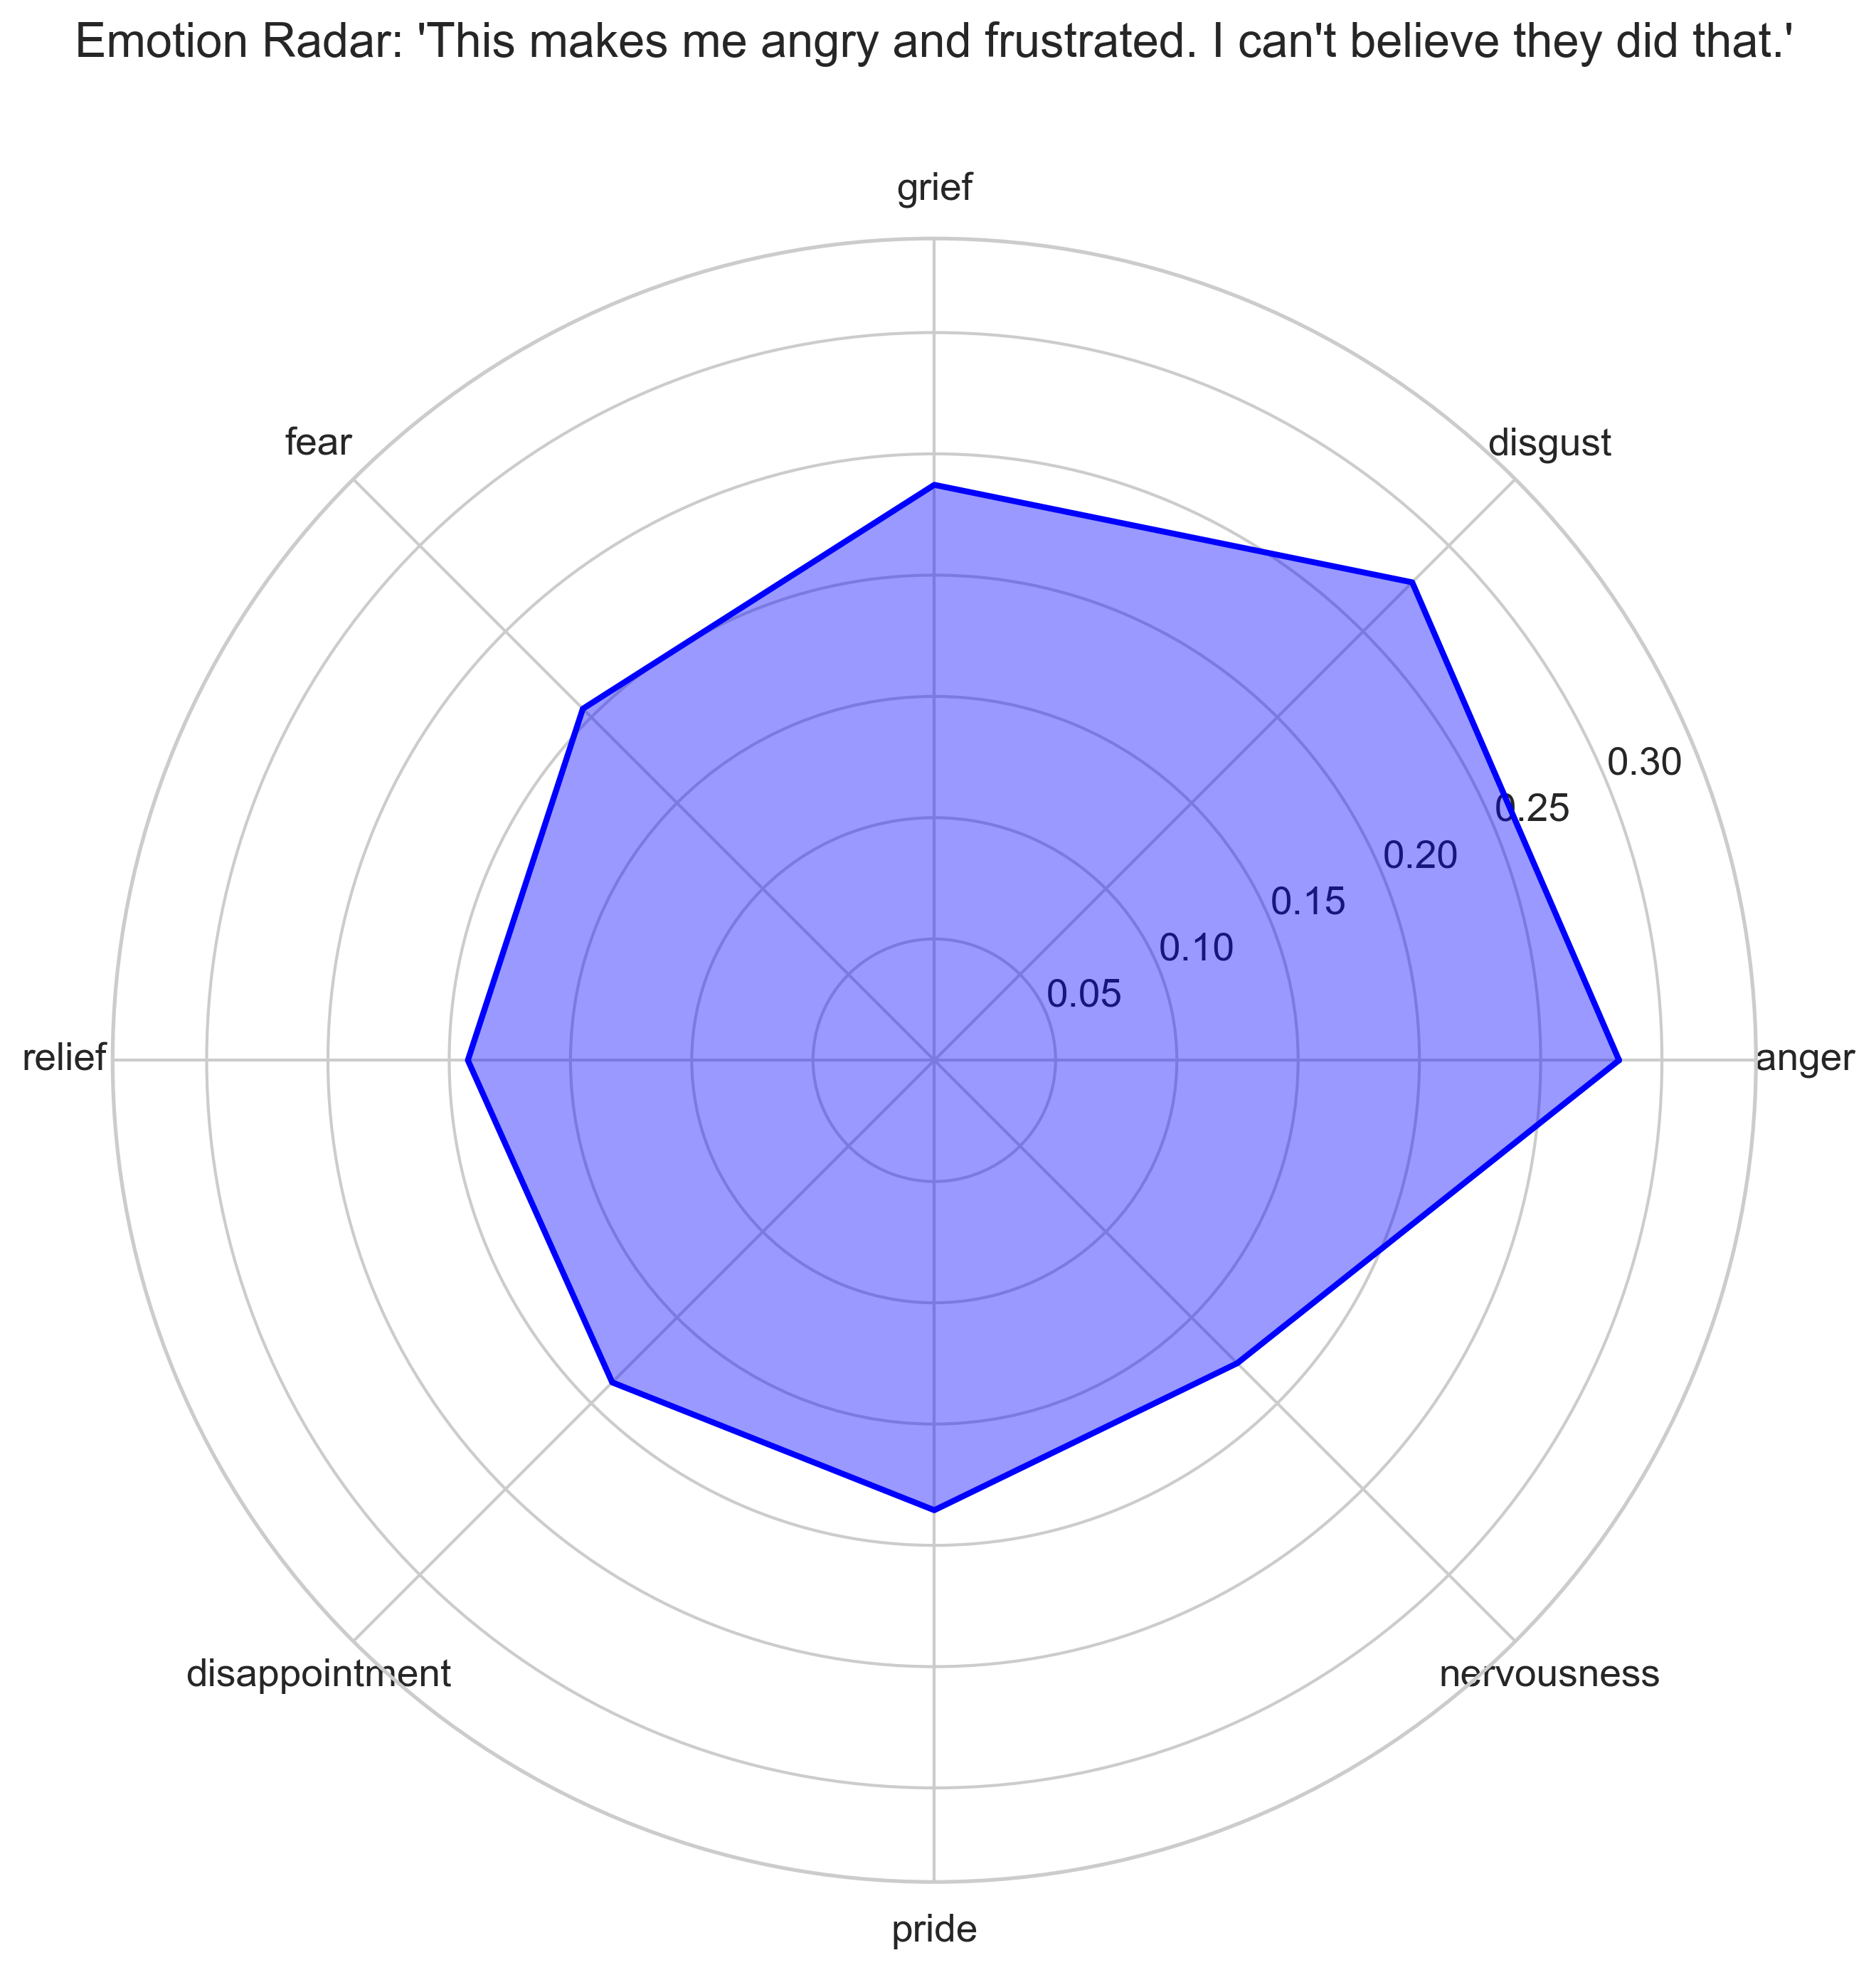 Emotion Radar: 'This makes me angry and frustrated. I can't believe they did that.'
grief
fear
disgust
0.30
0.25
0.20
0.15
0.10
0.05
relief
anger
disappointment
nervousness
pride